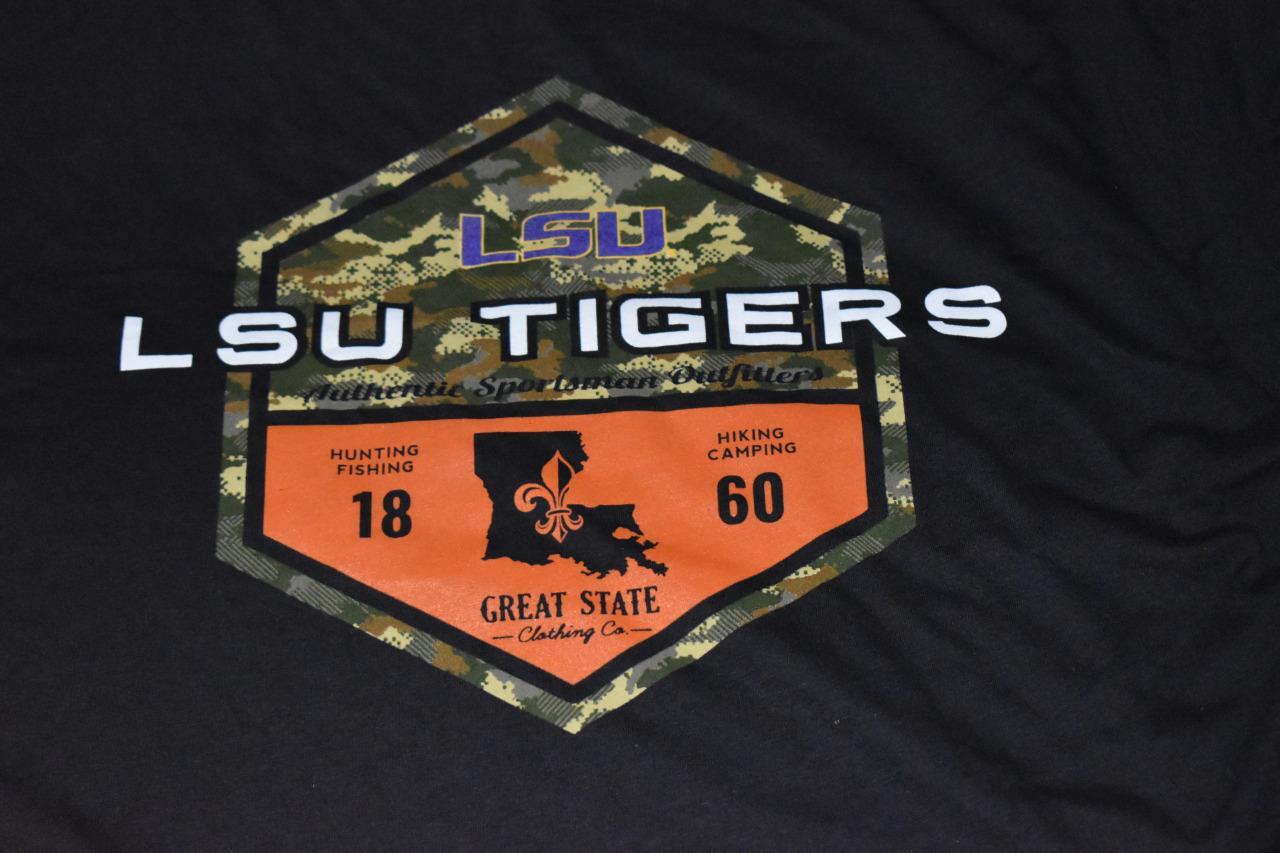 LSU
LSU TIGERS
Authentic Sportsman Outfitters
HUNTING
FISHING
18
HIKING
CAMPING
60
GREAT STATE
Clothing Co.